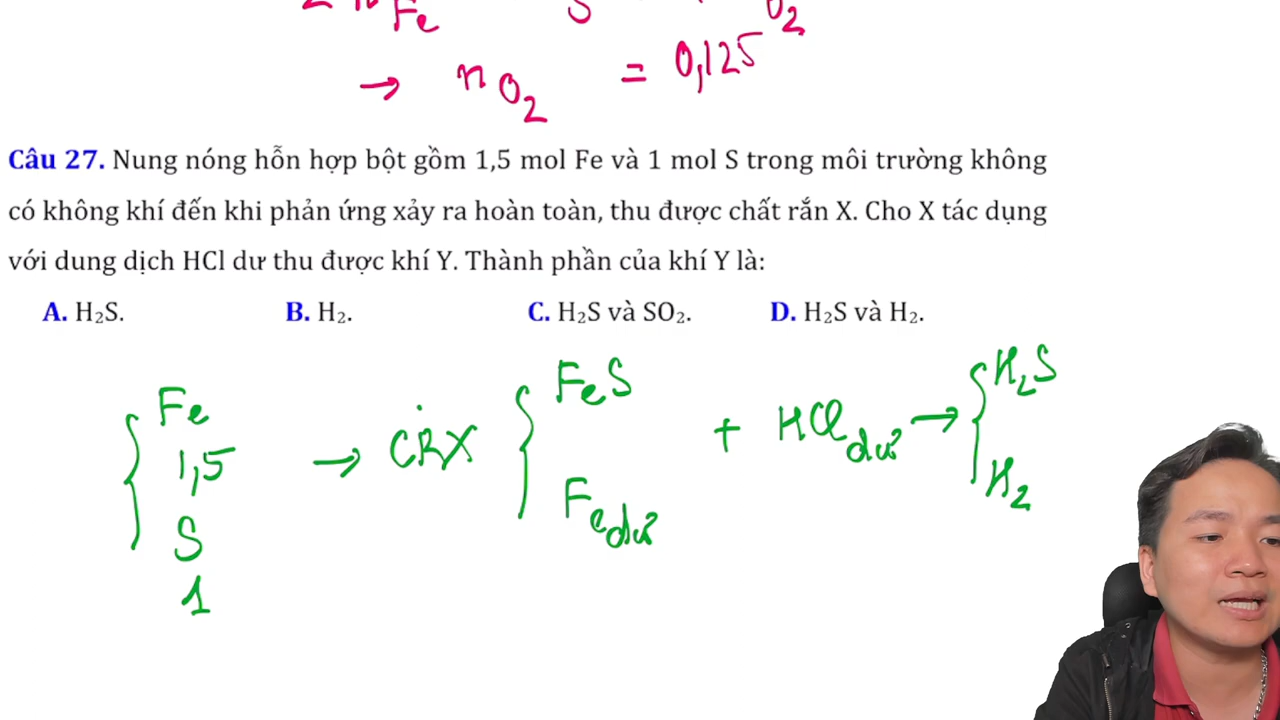 Fe S O2
→ nO2 = 0,125
Câu 27. Nung nóng hỗn hợp bột gồm 1,5 mol Fe và 1 mol S trong môi trường không
có không khí đến khi phản ứng xảy ra hoàn toàn, thu được chất rắn X. Cho X tác dụng
với dung dịch HCl dư thu được khí Y. Thành phần của khí Y là:
A. H₂S. B. H₂. C. H₂S và SO₂. D. H₂S và H₂.
{ Fe 1,5 S 1 → CRX { FeS Fe dư + HCl dư → { H2S H2